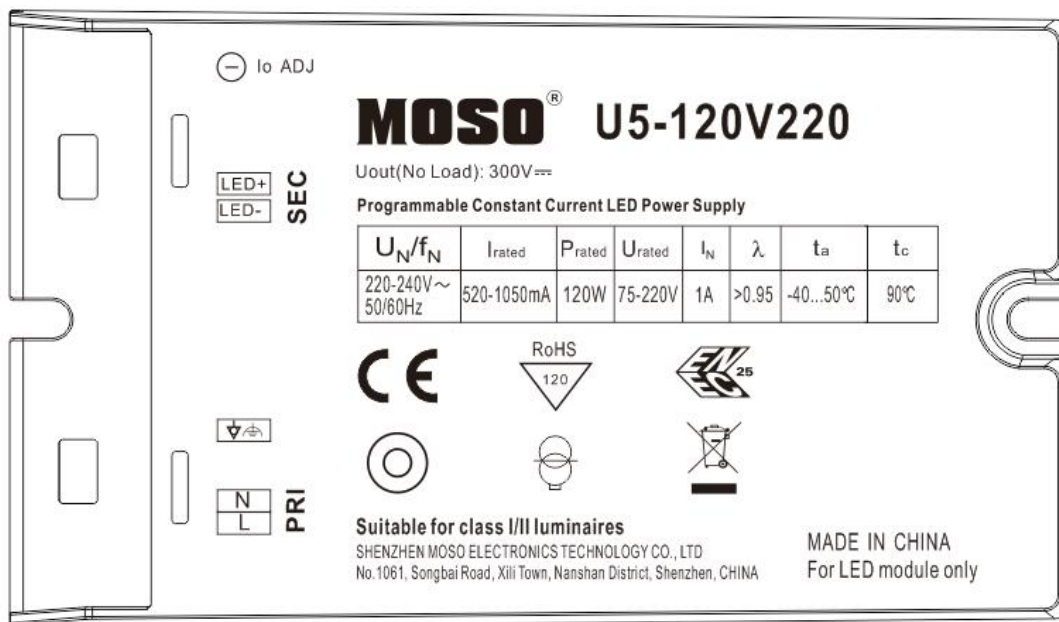 Io ADJ
MOSO® U5-120V220
Uout(No Load): 300V⎓
LED+
LED-
SEC
Programmable Constant Current LED Power Supply
UN/fN Irated Prated Urated IN λ ta tc
220-240V～ 50/60Hz 520-1050mA 120W 75-220V 1A >0.95 -40...50℃ 90℃
CE
RoHS
120
ENEC 25
N
L
PRI
Suitable for class I/II luminaires
SHENZHEN MOSO ELECTRONICS TECHNOLOGY CO., LTD
No.1061, Songbai Road, Xili Town, Nanshan District, Shenzhen, CHINA
MADE IN CHINA
For LED module only